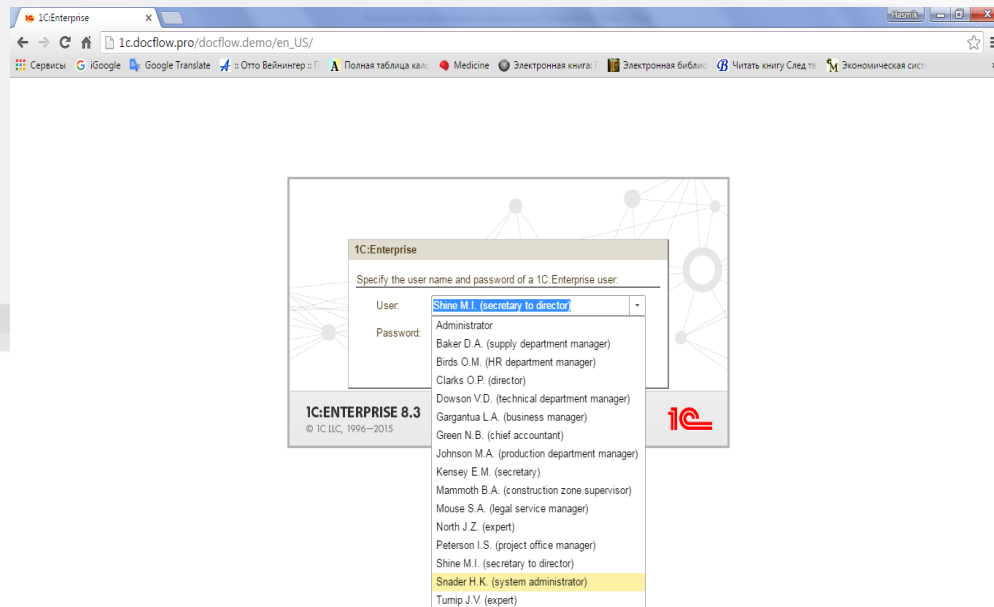 1C:Enterprise
Hasmik
1c.docflow.pro/docflow.demo/en_US/
Сервисы iGoogle Google Translate :: Отто Вейнингер :: Полная таблица кал Medicine Электронная книга: Электронная библио Читать книгу След тв Экономическая сист
1C:Enterprise
Specify the user name and password of a 1C:Enterprise user:
User: Shine M.I. (secretary to director)
Password:
Administrator
Baker D.A. (supply department manager)
Birds O.M. (HR department manager)
Clarks O.P. (director)
Dowson V.D. (technical department manager)
Gargantua L.A. (business manager)
Green N.B. (chief accountant)
Johnson M.A. (production department manager)
Kensey E.M. (secretary)
Mammoth B.A. (construction zone supervisor)
Mouse S.A. (legal service manager)
North J.Z. (expert)
Peterson I.S. (project office manager)
Shine M.I. (secretary to director)
Snader H.K. (system administrator)
Turnip J.V. (expert)
1C:ENTERPRISE 8.3
© 1C LLC, 1996–2015
1C